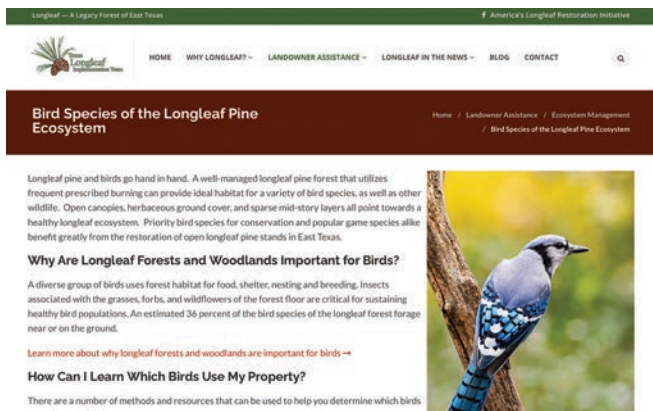 Longleaf — A Legacy Forest of East Texas
America's Longleaf Restoration Initiative
Texas
Longleaf
Implementation Team
HOME WHY LONGLEAF? LANDOWNER ASSISTANCE LONGLEAF IN THE NEWS BLOG CONTACT
Bird Species of the Longleaf Pine
Ecosystem
Home / Landowner Assistance / Ecosystem Management
/ Bird Species of the Longleaf Pine Ecosystem
Longleaf pine and birds go hand in hand. A well-managed longleaf pine forest that utilizes
frequent prescribed burning can provide ideal habitat for a variety of bird species, as well as other
wildlife. Open canopies, herbaceous ground cover, and sparse mid-story layers all point towards a
healthy longleaf ecosystem. Priority bird species for conservation and popular game species alike
benefit greatly from the restoration of open longleaf pine stands in East Texas.
Why Are Longleaf Forests and Woodlands Important for Birds?
A diverse group of birds uses forest habitat for food, shelter, nesting and breeding. Insects
associated with the grasses, forbs, and wildflowers of the forest floor are critical for sustaining
healthy bird populations. An estimated 36 percent of the bird species of the longleaf forest forage
near or on the ground.
Learn more about why longleaf forests and woodlands are important for birds →
How Can I Learn Which Birds Use My Property?
There are a number of methods and resources that can be used to help you determine which birds